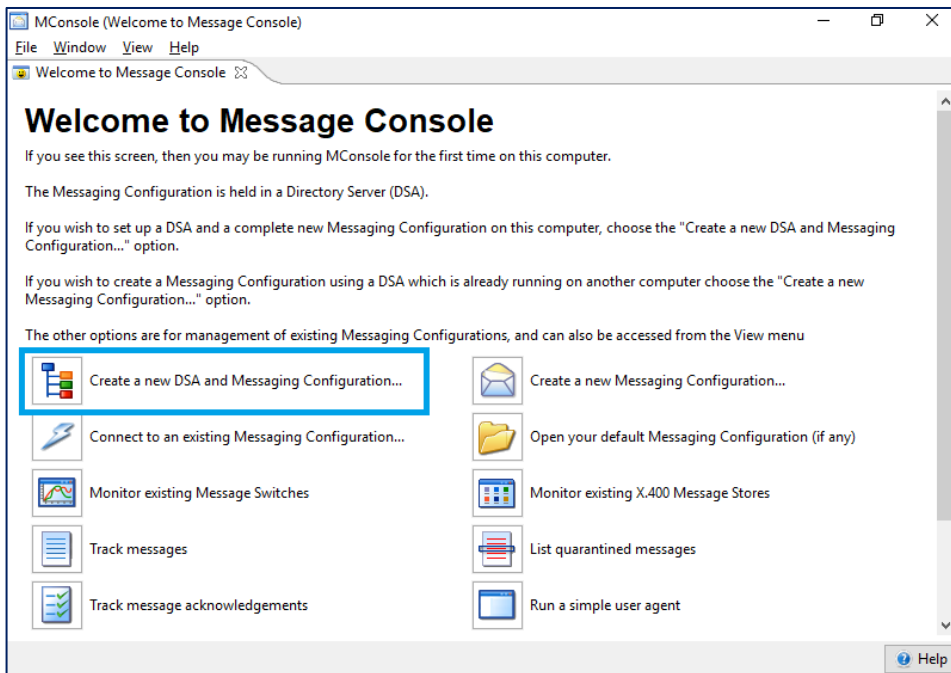 MConsole (Welcome to Message Console)
File Window View Help
Welcome to Message Console
Welcome to Message Console
If you see this screen, then you may be running MConsole for the first time on this computer.
The Messaging Configuration is held in a Directory Server (DSA).
If you wish to set up a DSA and a complete new Messaging Configuration on this computer, choose the "Create a new DSA and Messaging
Configuration..." option.
If you wish to create a Messaging Configuration using a DSA which is already running on another computer choose the "Create a new
Messaging Configuration..." option.
The other options are for management of existing Messaging Configurations, and can also be accessed from the View menu
Create a new DSA and Messaging Configuration... Create a new Messaging Configuration...
Connect to an existing Messaging Configuration... Open your default Messaging Configuration (if any)
Monitor existing Message Switches Monitor existing X.400 Message Stores
Track messages List quarantined messages
Track message acknowledgements Run a simple user agent
Help